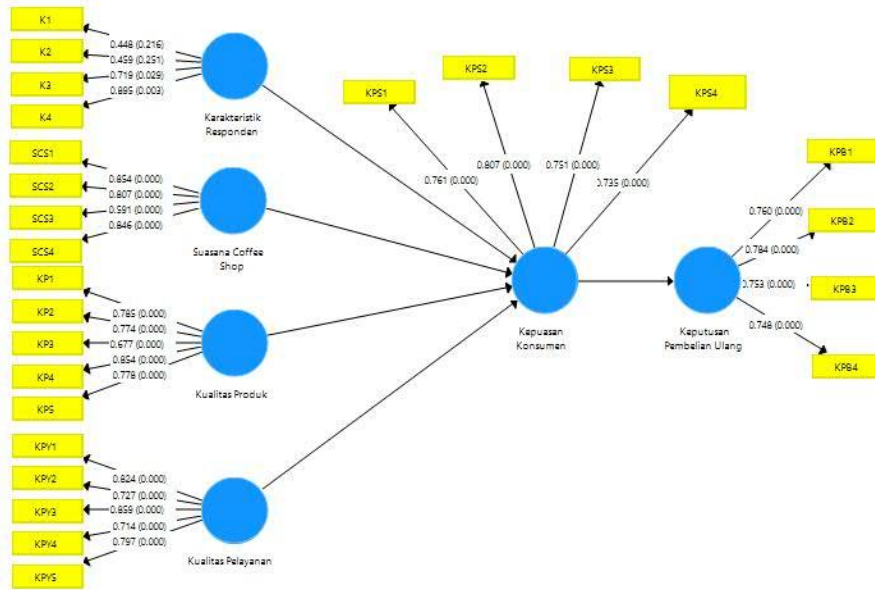 K1
K2
K3
K4
0.448 (0.216)
0.459 (0.251)
0.719 (0.029)
0.895 (0.003)
Karakteristik
Responden
SCS1
SCS2
SCS3
SCS4
0.854 (0.000)
0.807 (0.000)
0.591 (0.000)
0.846 (0.000)
Suasana Coffee
Shop
KP1
KP2
KP3
KP4
KP5
0.785 (0.000)
0.774 (0.000)
0.677 (0.000)
0.854 (0.000)
0.778 (0.000)
Kualitas Produk
KPY1
KPY2
KPY3
KPY4
KPY5
0.824 (0.000)
0.727 (0.000)
0.859 (0.000)
0.714 (0.000)
0.797 (0.000)
Kualitas Pelayanan
KPS1
KPS2
KPS3
KPS4
0.761 (0.000)
0.807 (0.000)
0.751 (0.000)
0.735 (0.000)
Kepuasan
Konsumen
KPB1
KPB2
KPB3
KPB4
0.760 (0.000)
0.784 (0.000)
0.753 (0.000)
0.748 (0.000)
Keputusan
Pembelian Ulang